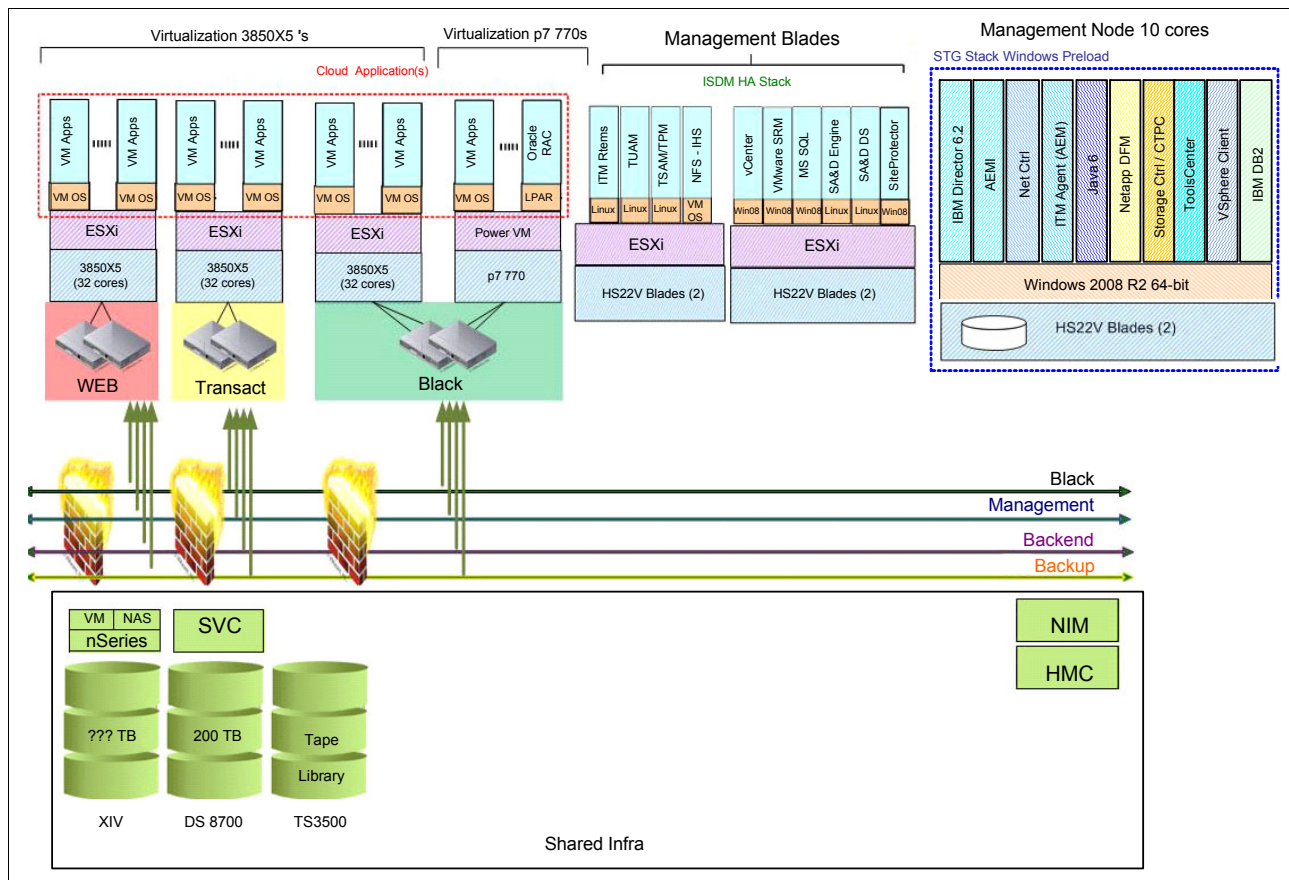 Virtualization 3850X5 's
Virtualization p7 770s
Management Blades
Management Node 10 cores
STG Stack Windows Preload
Cloud Application(s)
ISDM HA Stack
VM Apps
VM Apps
VM Apps
VM Apps
VM Apps
VM Apps
VM Apps
Oracle RAC
ITM Rtems
TUAM
TSAM/TPM
NFS - IHS
vCenter
VMware SRM
MS SQL
SA&D Engine
SA&D DS
SiteProtector
IBM Director 6.2
AEMI
Net Ctrl
ITM Agent (AEM)
Java 6
Netapp DFM
Storage Ctrl / CTPC
ToolsCenter
VSphere Client
IBM DB2
VM OS
VM OS
VM OS
VM OS
VM OS
VM OS
VM OS
LPAR
Linux
Linux
Linux
VM
OS
Win08
Win08
Win08
Linux
Linux
Win08
ESXi
ESXi
ESXi
Power VM
ESXi
ESXi
3850X5
(32 cores)
3850X5
(32 cores)
3850X5
(32 cores)
p7 770
HS22V Blades (2)
HS22V Blades (2)
Windows 2008 R2 64-bit
HS22V Blades (2)
WEB
Transact
Black
Black
Management
Backend
Backup
VM
NAS
nSeries
SVC
NIM
HMC
??? TB
200 TB
Tape
Library
XIV
DS 8700
TS3500
Shared Infra